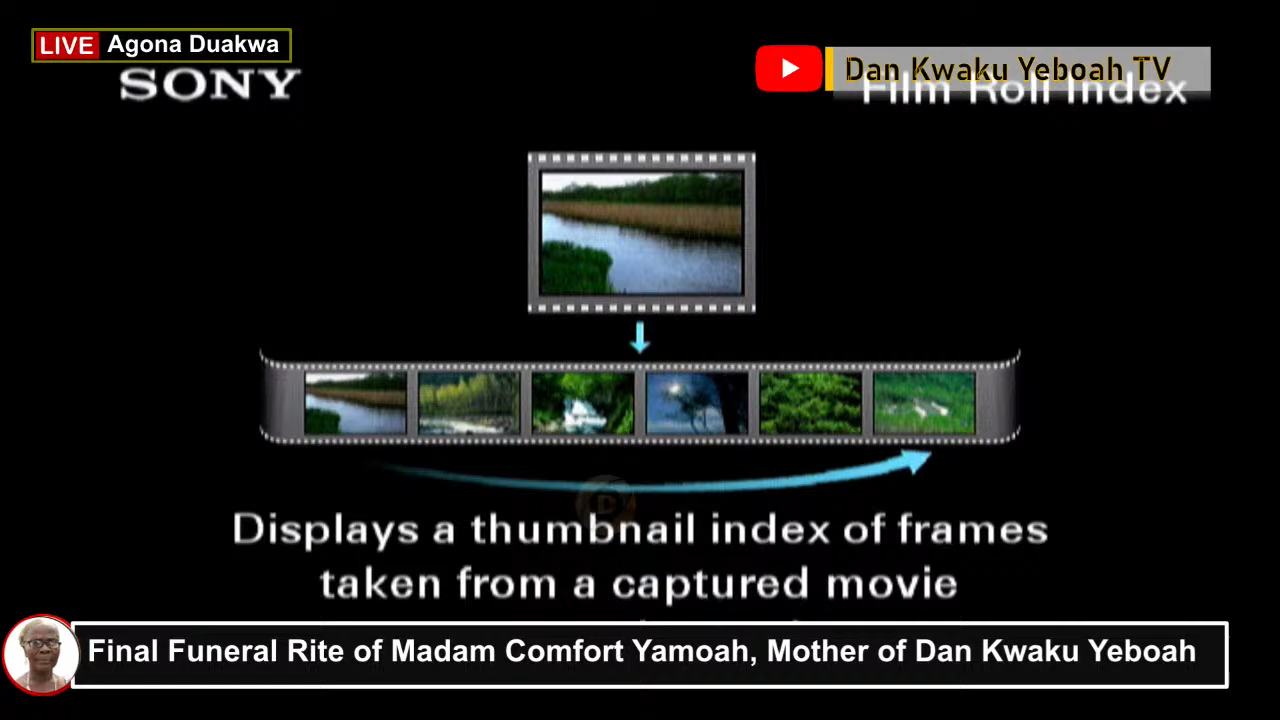 LIVE Agona Duakwa
SONY
Dan Kwaku Yeboah TV
Film Roll Index
Displays a thumbnail index of frames
taken from a captured movie
Final Funeral Rite of Madam Comfort Yamoah, Mother of Dan Kwaku Yeboah